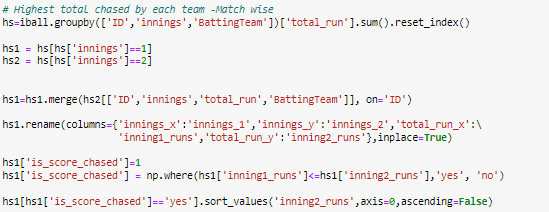 # Highest total chased by each team -Match wise
hs=iball.groupby(['ID','innings','BattingTeam'])['total_run'].sum().reset_index()
hs1 = hs[hs['innings']==1]
hs2 = hs[hs['innings']==2]
hs1=hs1.merge(hs2[['ID','innings','total_run','BattingTeam']], on='ID')
hs1.rename(columns={'innings_x':'innings_1','innings_y':'innings_2','total_run_x':\
'inning1_runs','total_run_y':'inning2_runs'},inplace=True)
hs1['is_score_chased']=1
hs1['is_score_chased'] = np.where(hs1['inning1_runs']<=hs1['inning2_runs'],'yes', 'no')
hs1[hs1['is_score_chased']=='yes'].sort_values('inning2_runs',axis=0,ascending=False)